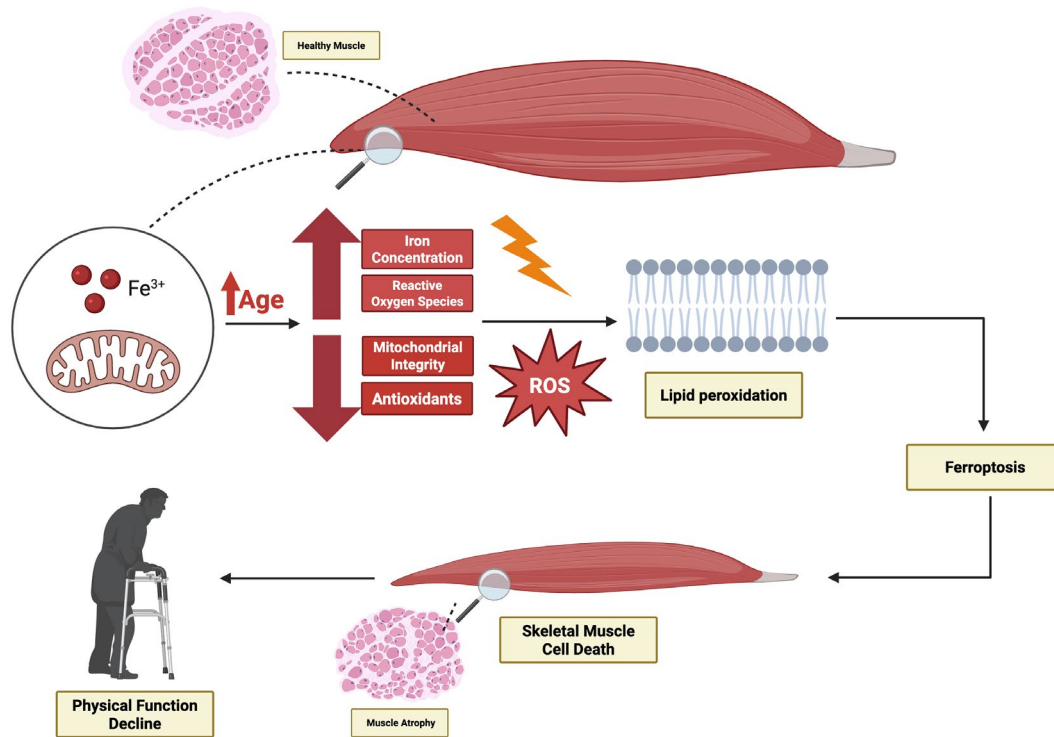 Healthy Muscle
Fe³⁺
Age
Iron
Concentration
Reactive
Oxygen Species
Mitochondrial
Integrity
Antioxidants
ROS
Lipid peroxidation
Ferroptosis
Skeletal Muscle
Cell Death
Muscle Atrophy
Physical Function
Decline